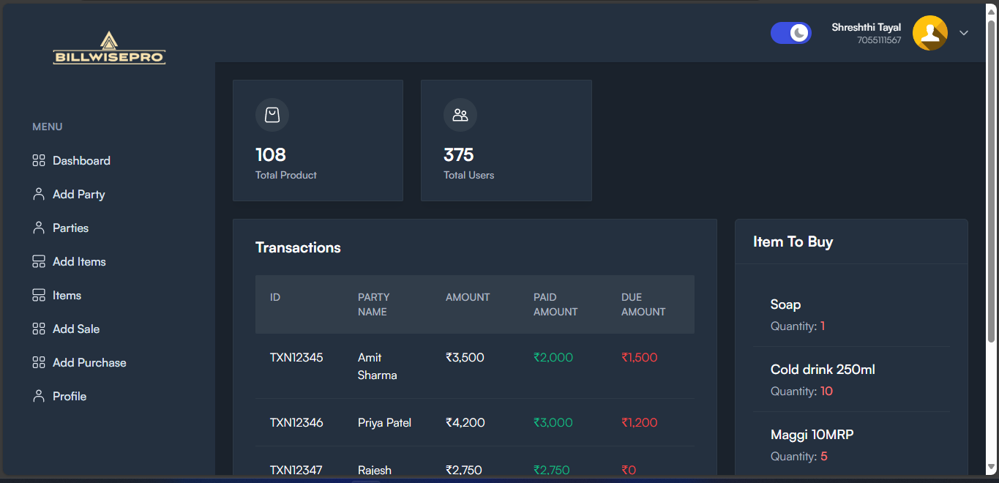 BILLWISEPRO
Shreshthi Tayal
7055111567
MENU
Dashboard
Add Party
Parties
Add Items
Items
Add Sale
Add Purchase
Profile
108
Total Product
375
Total Users
Transactions
ID
PARTY
NAME
AMOUNT
PAID
AMOUNT
DUE
AMOUNT
TXN12345
Amit
Sharma
₹3,500
₹2,000
₹1,500
TXN12346
Priya Patel
₹4,200
₹3,000
₹1,200
TXN12347
Rajesh
₹2,750
₹2,750
₹0
Item To Buy
Soap
Quantity: 1
Cold drink 250ml
Quantity: 10
Maggi 10MRP
Quantity: 5